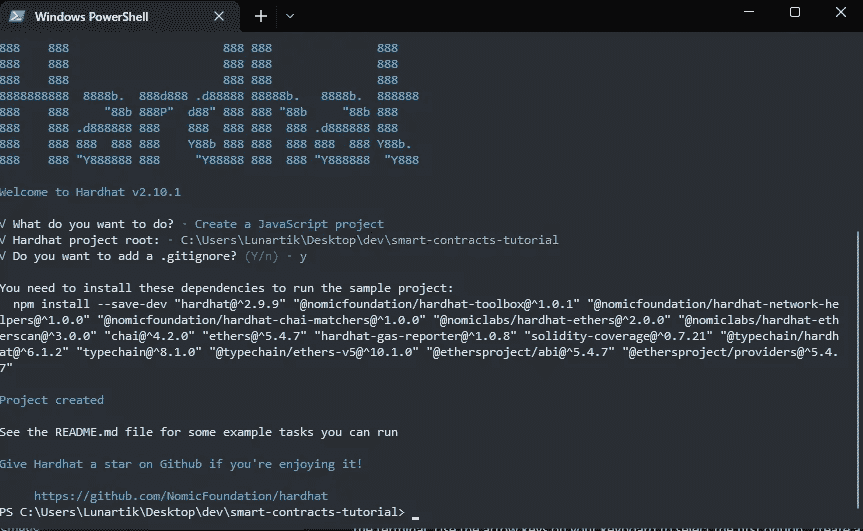 Windows PowerShell
888    888                      888 888               888
888    888                      888 888               888
888    888                      888 888               888
8888888888  8888b.  888d888 .d88888 88888b.   8888b.  888888
888    888     "88b 888P"  d88" 888 888 "88b     "88b 888
888    888 .d888888 888    888  888 888  888 .d888888 888
888    888 888  888 888    Y88b 888 888  888 888  888 Y88b.
888    888 "Y888888 888     "Y88888 888  888 "Y888888  "Y888
Welcome to Hardhat v2.10.1
√ What do you want to do? · Create a JavaScript project
√ Hardhat project root: · C:\Users\Lunartik\Desktop\dev\smart-contracts-tutorial
√ Do you want to add a .gitignore? (Y/n) · y
You need to install these dependencies to run the sample project:
npm install --save-dev "hardhat@^2.9.9" "@nomicfoundation/hardhat-toolbox@^1.0.1" "@nomicfoundation/hardhat-network-he
lpers@^1.0.0" "@nomicfoundation/hardhat-chai-matchers@^1.0.0" "@nomiclabs/hardhat-ethers@^2.0.0" "@nomiclabs/hardhat-eth
erscan@^3.0.0" "chai@^4.2.0" "ethers@^5.4.7" "hardhat-gas-reporter@^1.0.8" "solidity-coverage@^0.7.21" "@typechain/hardh
at@^6.1.2" "typechain@^8.1.0" "@typechain/ethers-v5@^10.1.0" "@ethersproject/abi@^5.4.7" "@ethersproject/providers@^5.4.
7"
Project created
See the README.md file for some example tasks you can run
Give Hardhat a star on Github if you're enjoying it!
https://github.com/NomicFoundation/hardhat
PS C:\Users\Lunartik\Desktop\dev\smart-contracts-tutorial>